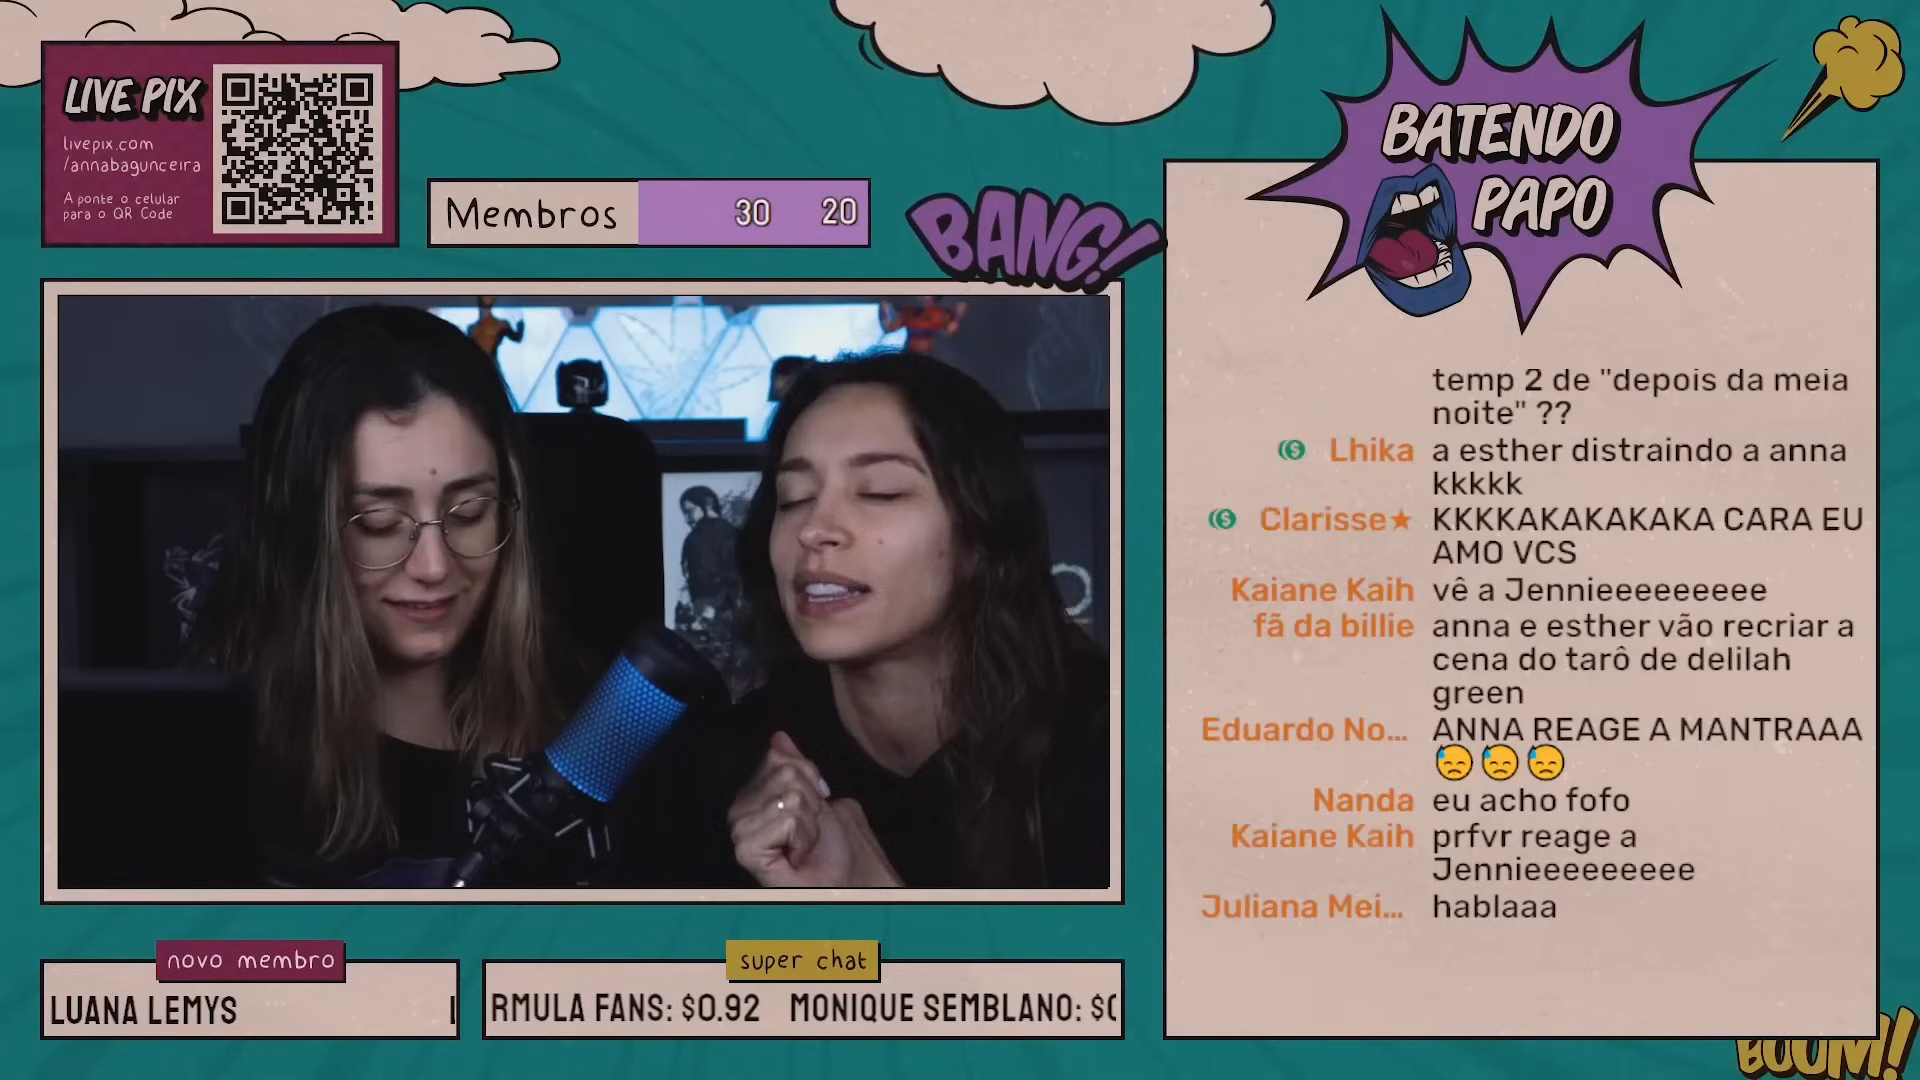 LIVE PIX
livepix.com
/annabagunceira
Aponte o celular
para o QR Code
Membros 30 20
BANG!
BATENDO
PAPO
temp 2 de "depois da meia
noite" ??
Lhika a esther distraindo a anna
kkkkk
Clarisse★ KKKKAKAKAKAKA CARA EU
AMO VCS
Kaiane Kaih vê a Jennieeeeeeeee
fã da billie anna e esther vão recriar a
cena do tarô de delilah
green
Eduardo No... ANNA REAGE A MANTRAAA
😓😓😓
Nanda eu acho fofo
Kaiane Kaih prfvr reage a
Jennieeeeeeeee
Juliana Mei... hablaaa
novo membro
LUANA LEMYS
super chat
RMULA FANS: $0.92 MONIQUE SEMBLANO: $0
BOOM!